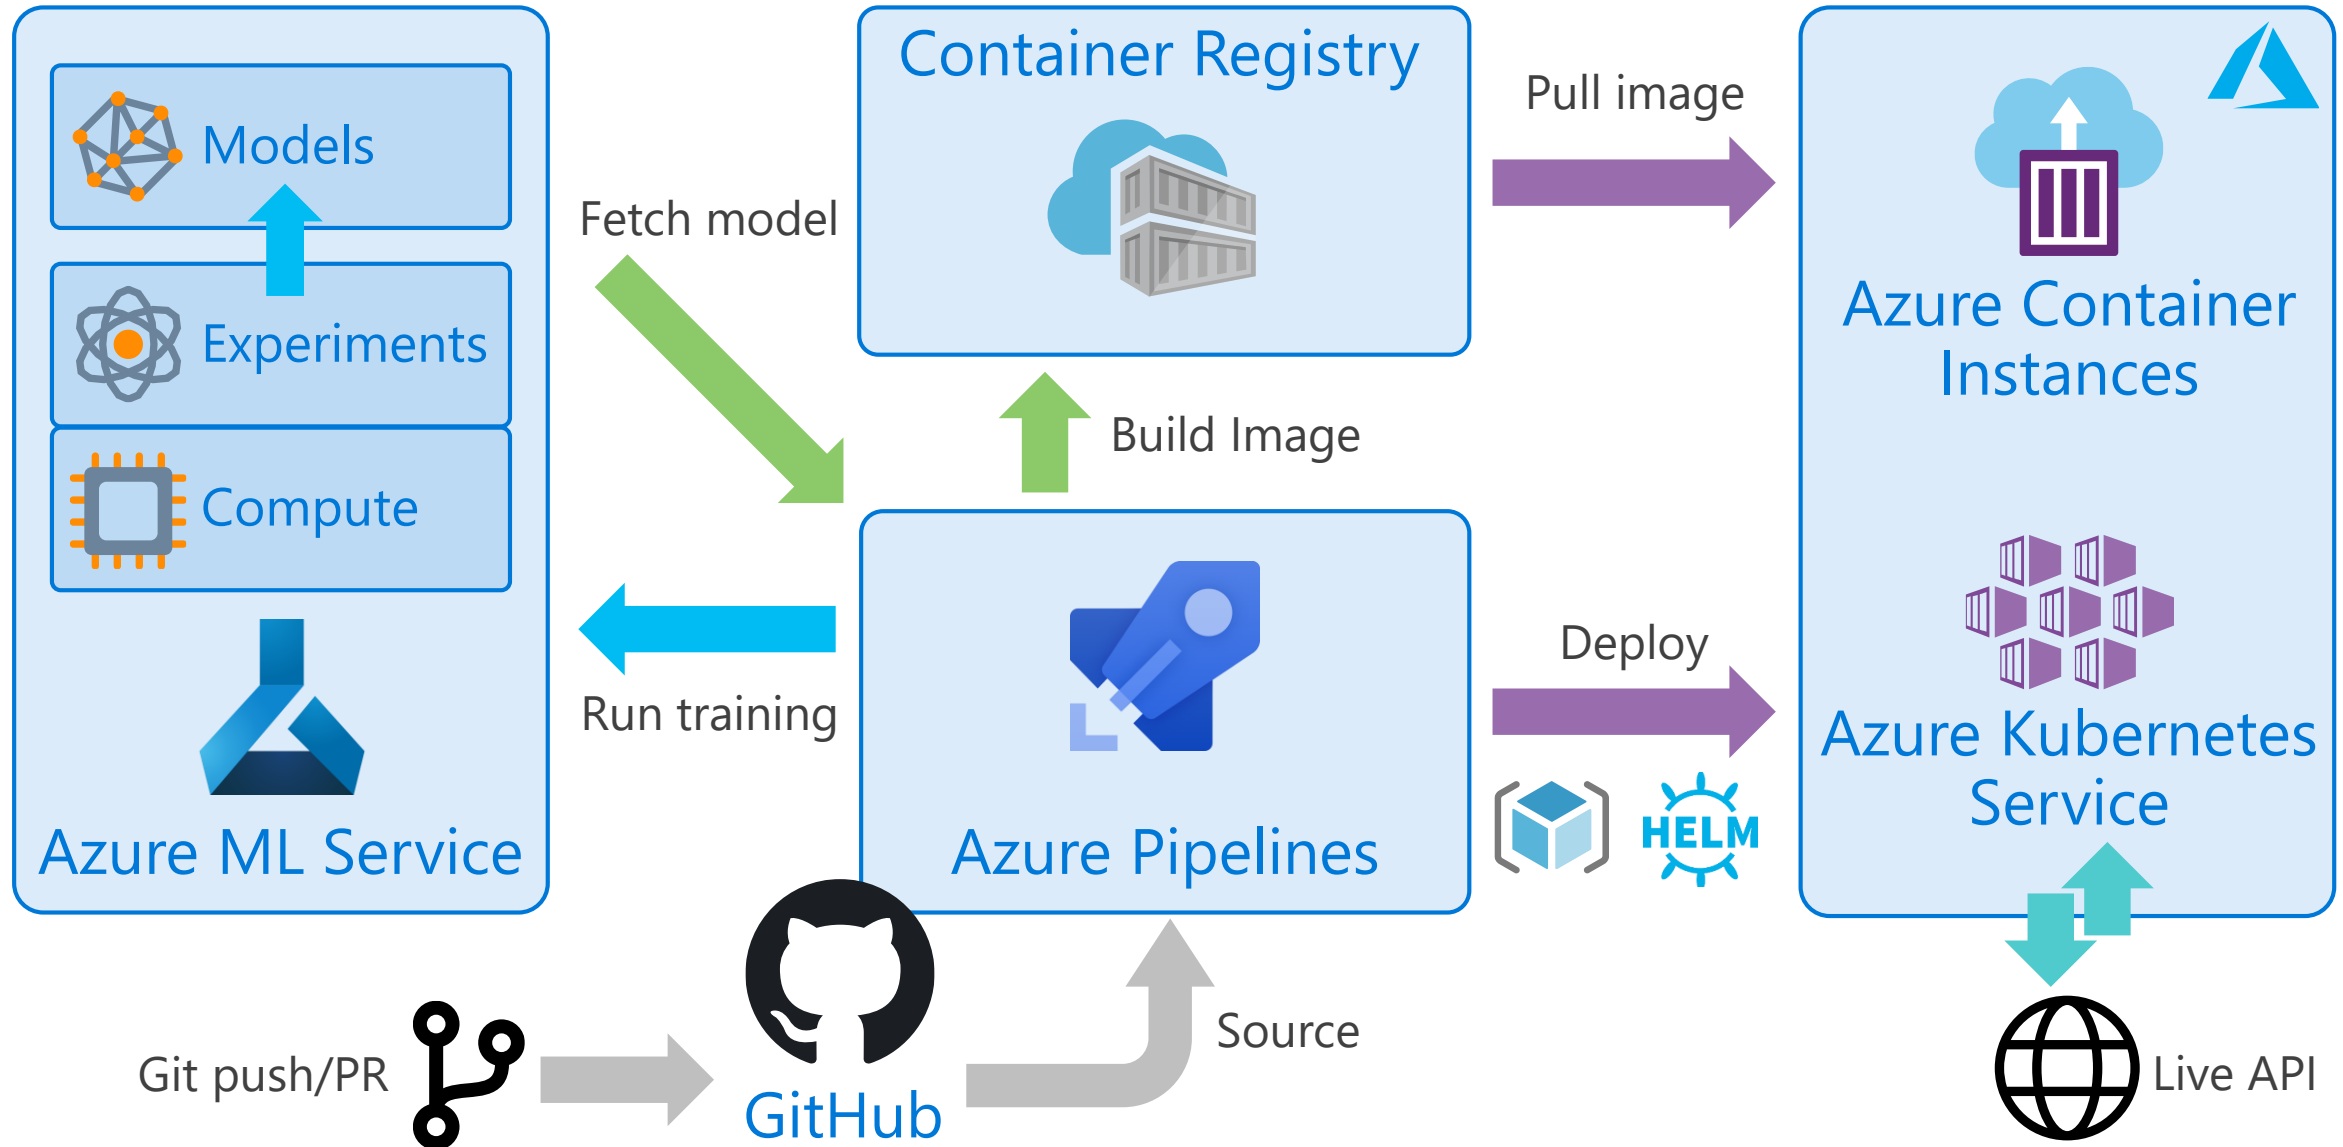 Models
Experiments
Compute
Azure ML Service
Fetch model
Run training
Container Registry
Build Image
Azure Pipelines
Pull image
Deploy
HELM
Azure Container
Instances
Azure Kubernetes
Service
Git push/PR
GitHub
Source
Live API